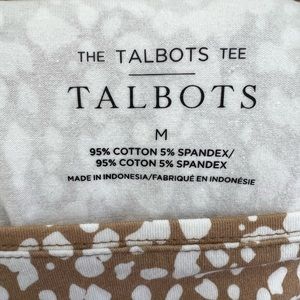 THE TALBOTS TEE
TALBOTS
M
95% COTTON 5% SPANDEX/
95% COTON 5% SPANDEX
MADE IN INDONESIA/FABRIQUÉ EN INDONÉSIE